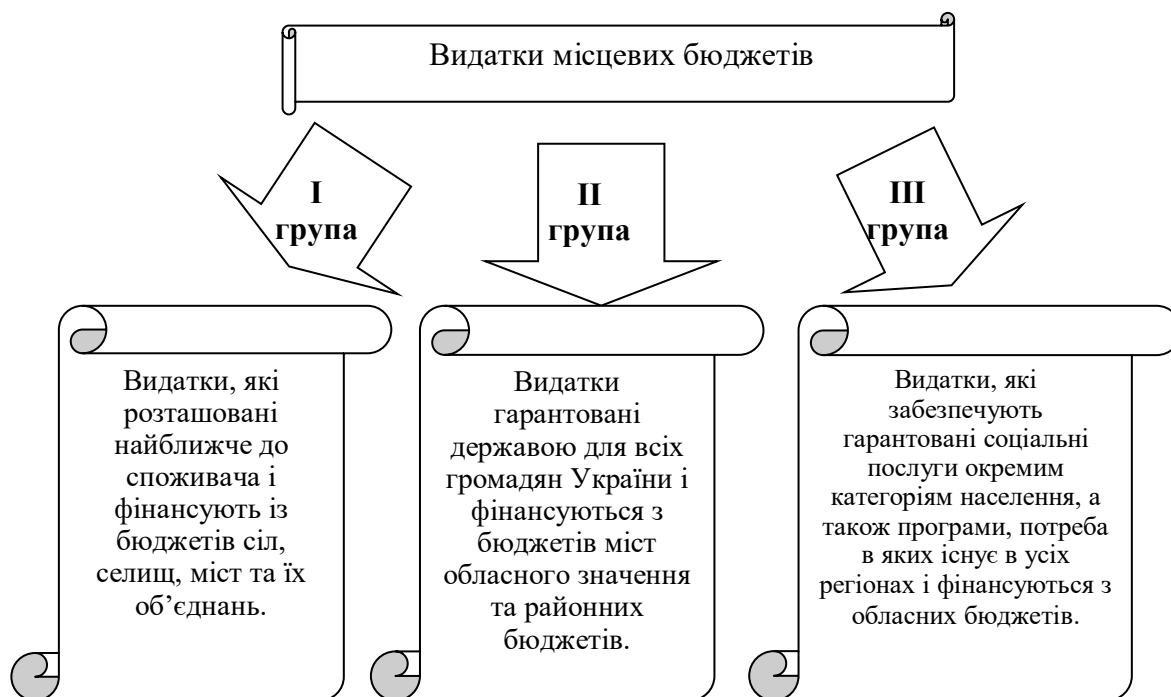 Видатки місцевих бюджетів
I
група
II
група
III
група
Видатки, які
розташовані
найближче до
споживача і
фінансують із
бюджетів сіл,
селищ, міст та їх
об’єднань.
Видатки
гарантовані
державою для всіх
громадян України і
фінансуються з
бюджетів міст
обласного значення
та районних
бюджетів.
Видатки, які
забезпечують
гарантовані соціальні
послуги окремим
категоріям населення, а
також програми, потреба
в яких існує в усіх
регіонах і фінансуються з
обласних бюджетів.